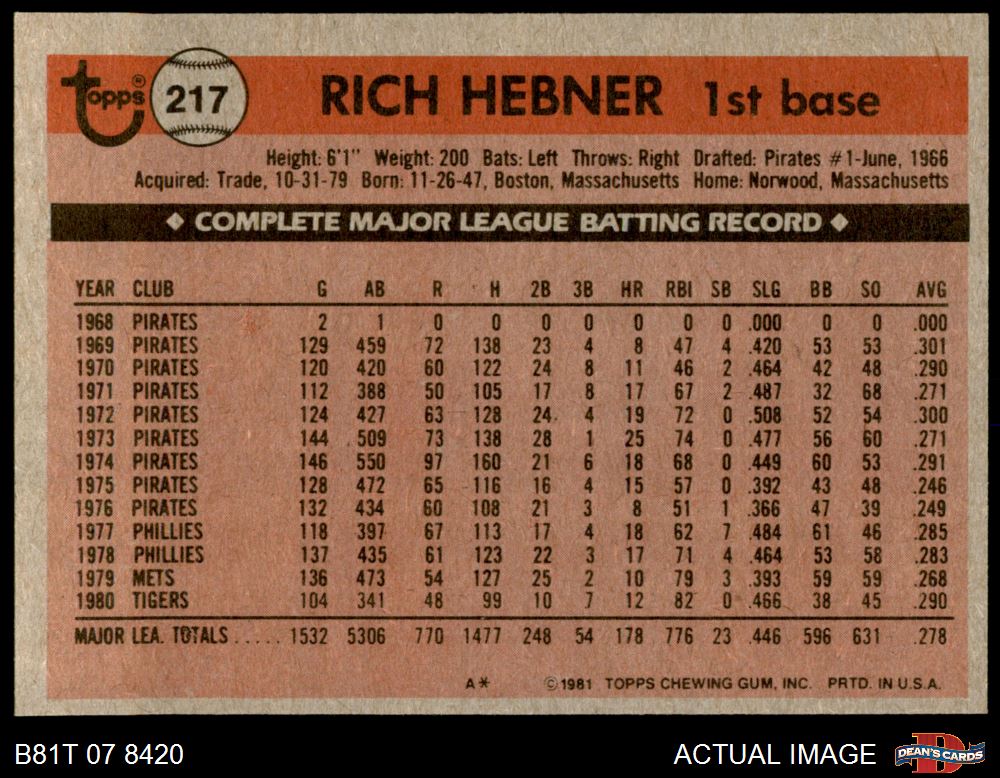 topps® 217 RICH HEBNER 1st base
Height: 6'1" Weight: 200 Bats: Left Throws: Right Drafted: Pirates #1-June, 1966
Acquired: Trade, 10-31-79 Born: 11-26-47, Boston, Massachusetts Home: Norwood, Massachusetts
◆ COMPLETE MAJOR LEAGUE BATTING RECORD ◆
YEAR CLUB G AB R H 2B 3B HR RBI SB SLG BB SO AVG
1968 PIRATES 2 1 0 0 0 0 0 0 0 .000 0 0 .000
1969 PIRATES 129 459 72 138 23 4 8 47 4 .420 53 53 .301
1970 PIRATES 120 420 60 122 24 8 11 46 2 .464 42 48 .290
1971 PIRATES 112 388 50 105 17 8 17 67 2 .487 32 68 .271
1972 PIRATES 124 427 63 128 24 4 19 72 0 .508 52 54 .300
1973 PIRATES 144 509 73 138 28 1 25 74 0 .477 56 60 .271
1974 PIRATES 146 550 97 160 21 6 18 68 0 .449 60 53 .291
1975 PIRATES 128 472 65 116 16 4 15 57 0 .392 43 48 .246
1976 PIRATES 132 434 60 108 21 3 8 51 1 .366 47 39 .249
1977 PHILLIES 118 397 67 113 17 4 18 62 7 .484 61 46 .285
1978 PHILLIES 137 435 61 123 22 3 17 71 4 .464 53 58 .283
1979 METS 136 473 54 127 25 2 10 79 3 .393 59 59 .268
1980 TIGERS 104 341 48 99 10 7 12 82 0 .466 38 45 .290
MAJOR LEA. TOTALS ..... 1532 5306 770 1477 248 54 178 776 23 .446 596 631 .278
A* ©1981 TOPPS CHEWING GUM, INC. PRTD. IN U.S.A.
B81T 07 8420 ACTUAL IMAGE DEAN'S CARDS